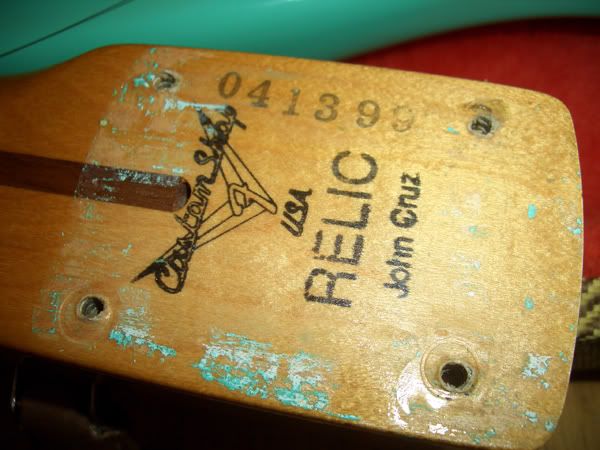 041399
Custom Shop
USA
RELIC
John Cruz